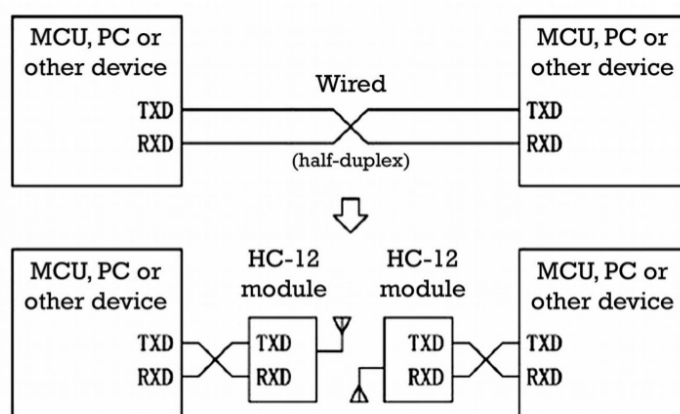 MCU, PC or
other device
TXD
RXD
Wired
(half-duplex)
MCU, PC or
other device
TXD
RXD
MCU, PC or
other device
TXD
RXD
HC-12
module
TXD
RXD
HC-12
module
TXD
RXD
MCU, PC or
other device
TXD
RXD